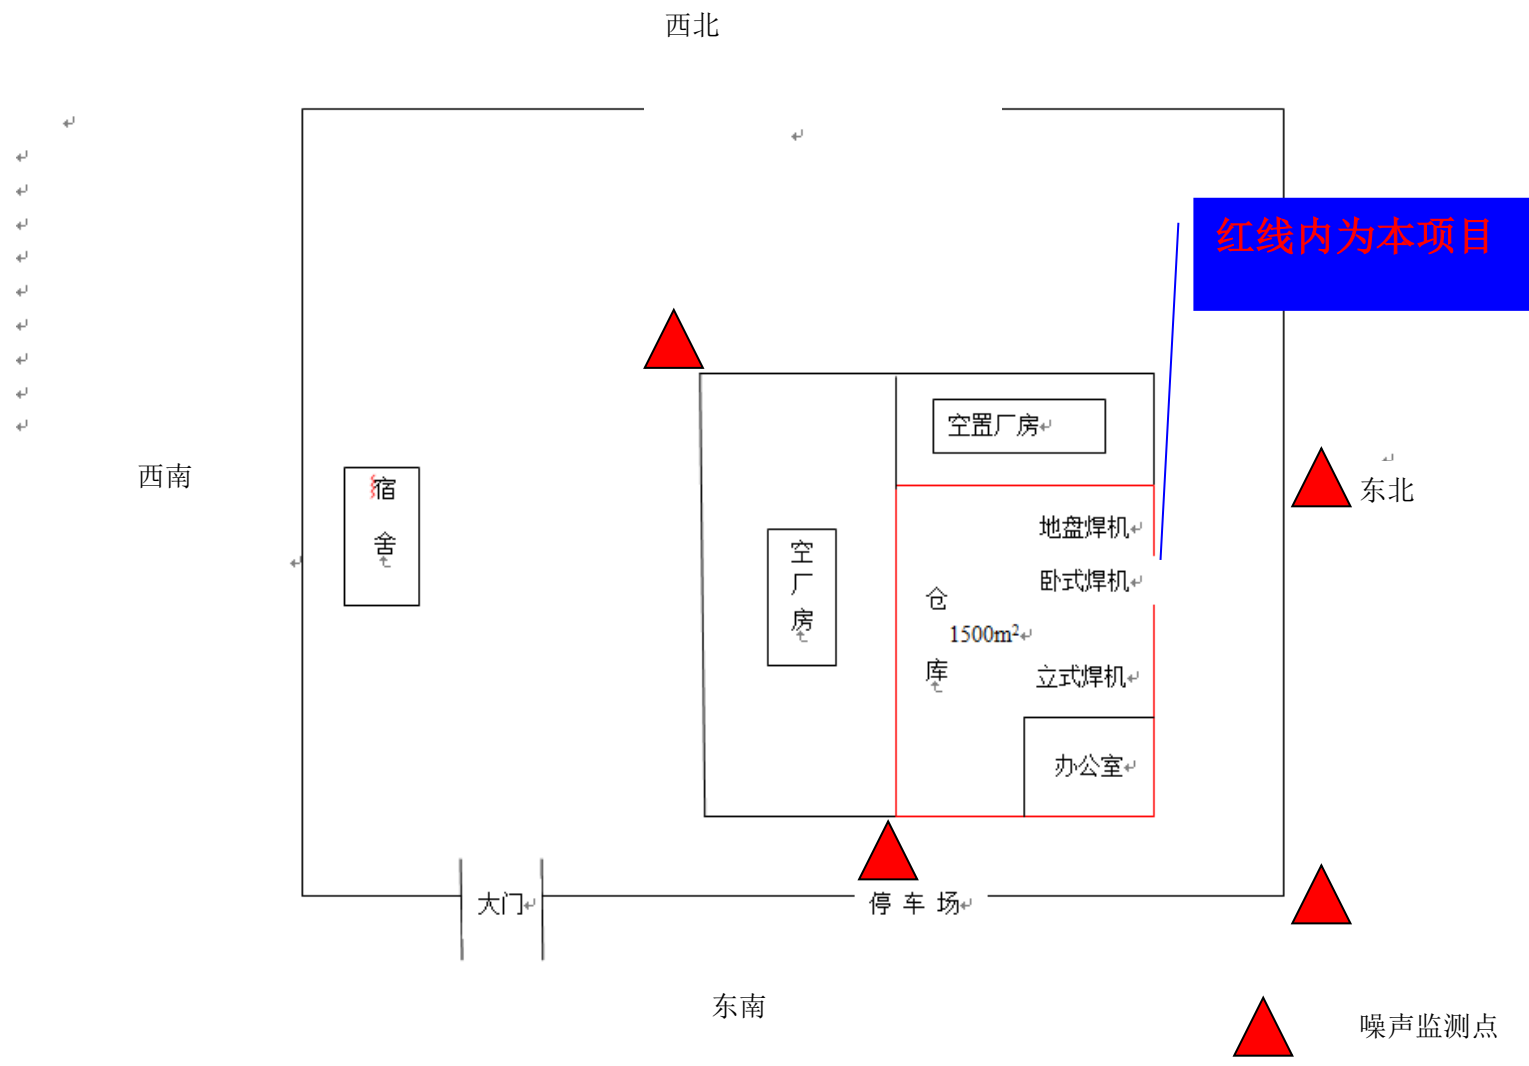 西北
红线内为本项目
空置厂房
西南
东北
宿
舍
地盘焊机
空
厂
房
卧式焊机
仓
1500m²
库
立式焊机
办公室
大门
停 车 场
东南
噪声监测点